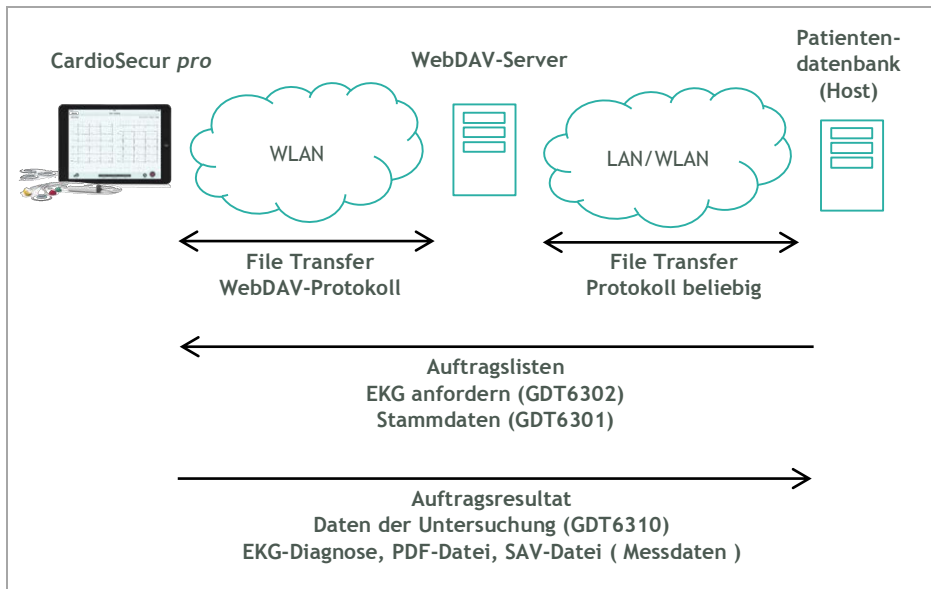 CardioSecur pro
WebDAV-Server
Patienten-
datenbank
(Host)
WLAN
LAN/WLAN
File Transfer
WebDAV-Protokoll
File Transfer
Protokoll beliebig
Auftragslisten
EKG anfordern (GDT6302)
Stammdaten (GDT6301)
Auftragsresultat
Daten der Untersuchung (GDT6310)
EKG-Diagnose, PDF-Datei, SAV-Datei ( Messdaten )